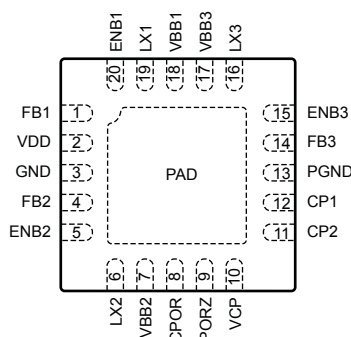 ENB1
LX1
VBB1
VBB3
LX3
20
19
18
17
16
FB1 1
VDD 2
GND 3
FB2 4
ENB2 5
PAD
15 ENB3
14 FB3
13 PGND
12 CP1
11 CP2
6
7
8
9
10
LX2
VBB2
CPOR
PORZ
VCP